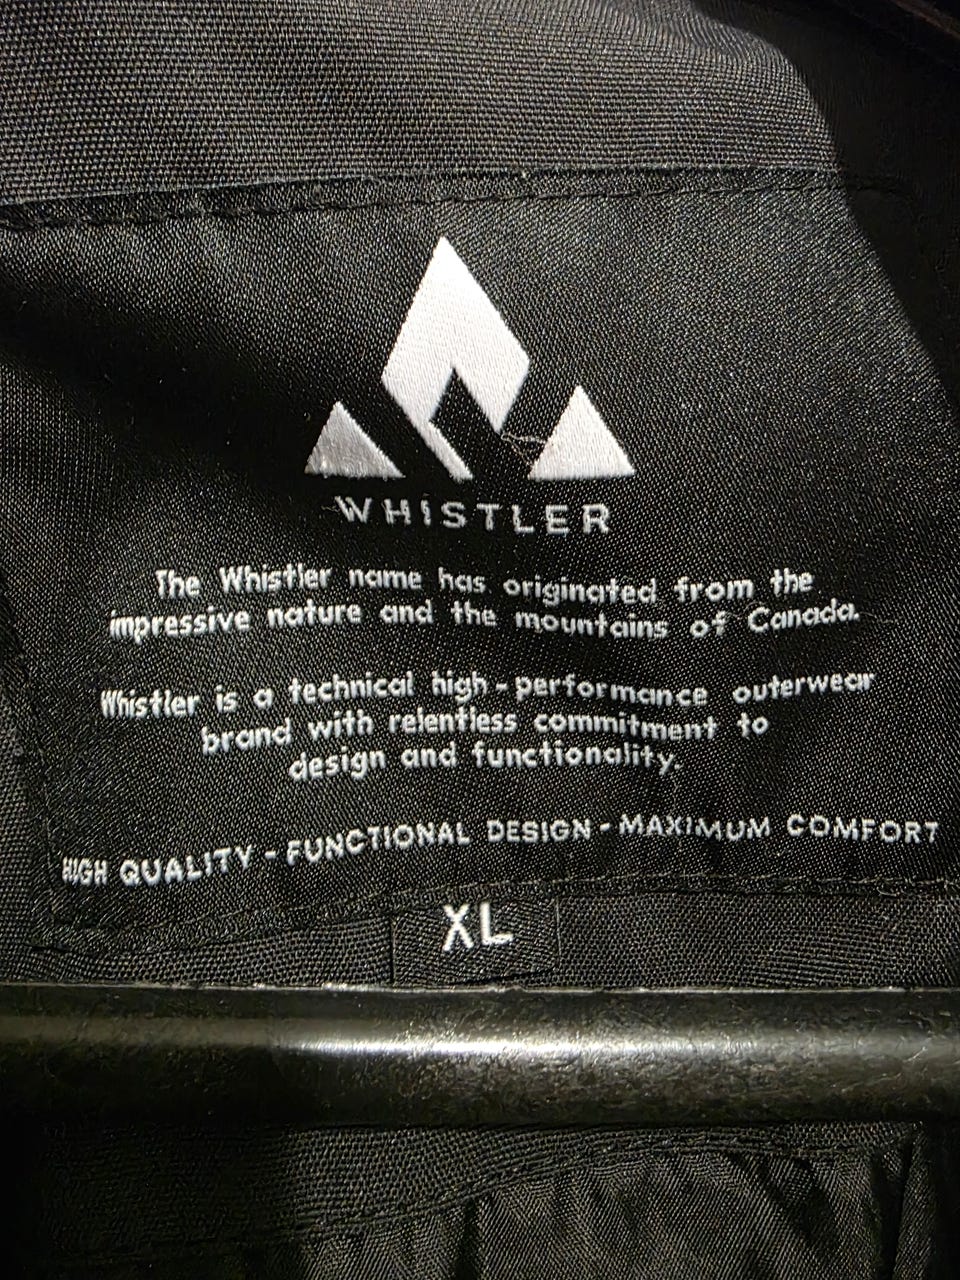 WHISTLER
The Whistler name has originated from the
impressive nature and the mountains of Canada.
Whistler is a technical high-performance outerwear
brand with relentless commitment to
design and functionality.
HIGH QUALITY - FUNCTIONAL DESIGN - MAXIMUM COMFORT
XL